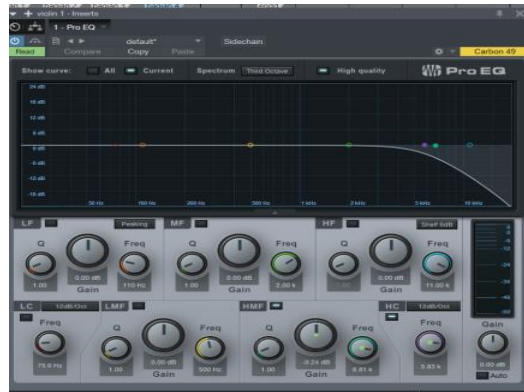 violin 1 - Inserts
1 - Pro EQ
default*
Sidechain
Read Compare Copy Paste Carbon 49
Show curve: All Current Spectrum Third Octave High quality Pro EQ
24 dB
18 dB
12 dB
6 dB
0 dB
-6 dB
-12 dB
-18 dB
50 Hz 100 Hz 200 Hz 500 Hz 1 kHz 2 kHz 5 kHz 10 kHz
LF Peaking MF HF Shelf 6dB
Q Freq Q Freq Q Freq
1.00 0.00 dB 110 Hz 1.00 0.00 dB 2.00 k 0.00 dB 11.00 k
Gain Gain Gain
LC 12dB/Oct LMF HMF HC 12dB/Oct
Freq Q Freq Q Freq Freq Gain
75.0 Hz 1.00 0.00 dB 500 Hz 1.00 -0.24 dB 6.81 k 5.83 k 0.00 dB
Gain Gain Auto